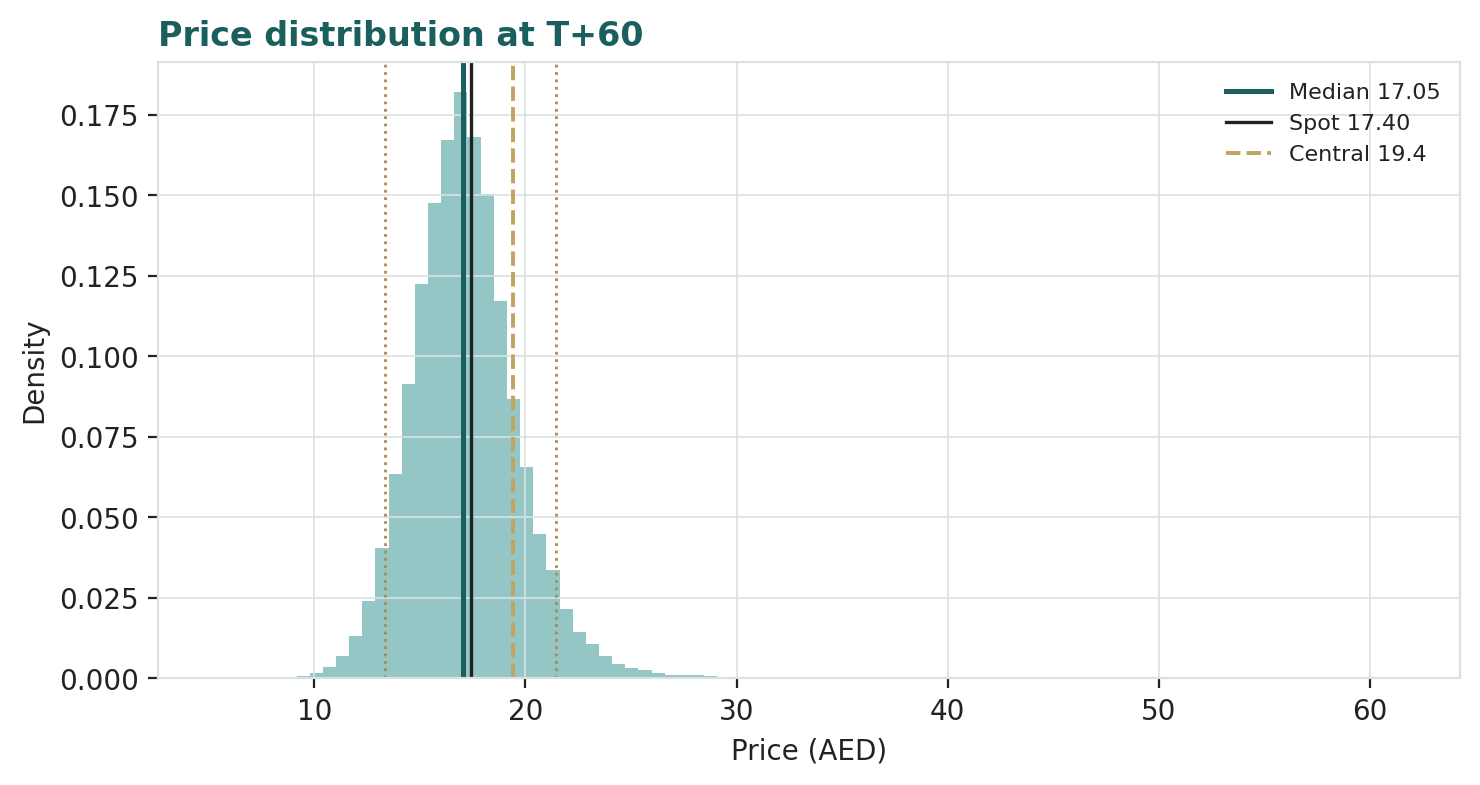 Price distribution at T+60
Median 17.05
Spot 17.40
Central 19.4
Density
0.175
0.150
0.125
0.100
0.075
0.050
0.025
0.000
10 20 30 40 50 60
Price (AED)